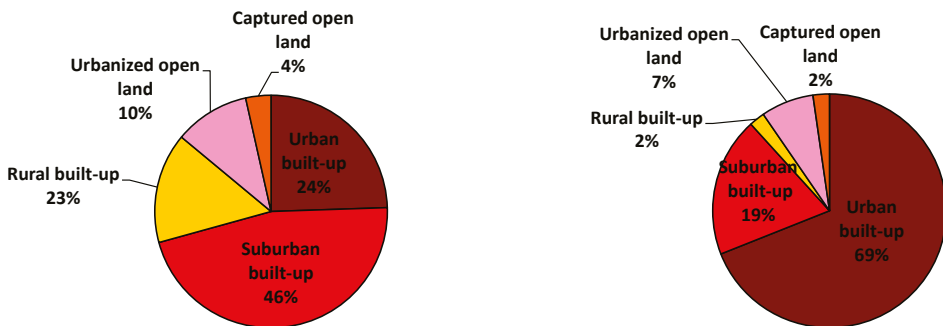 Captured open
land
4%
Urbanized open
land
10%
Urban
built-up
24%
Rural built-up
23%
Suburban
built-up
46%
Captured open
land
2%
Urbanized open
land
7%
Rural built-up
2%
Suburban
built-up
19%
Urban
built-up
69%